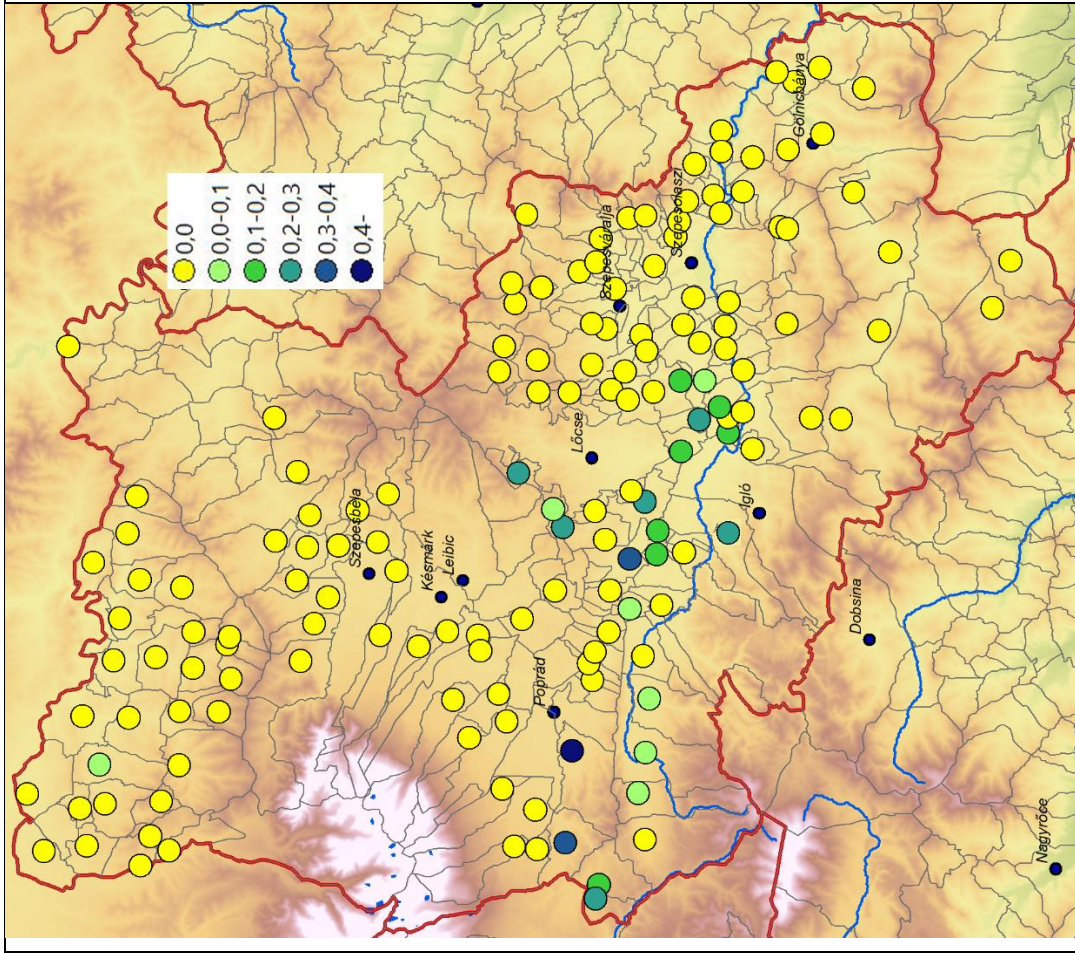 0,0
0,0-0,1
0,1-0,2
0,2-0,3
0,3-0,4
0,4-
Szepesbéla
Késmárk
Leibic
Poprád
Lőcse
Igló
Szepesváralja
Szepesolaszi
Gölnicbánya
Dobsina
Nagyrőce